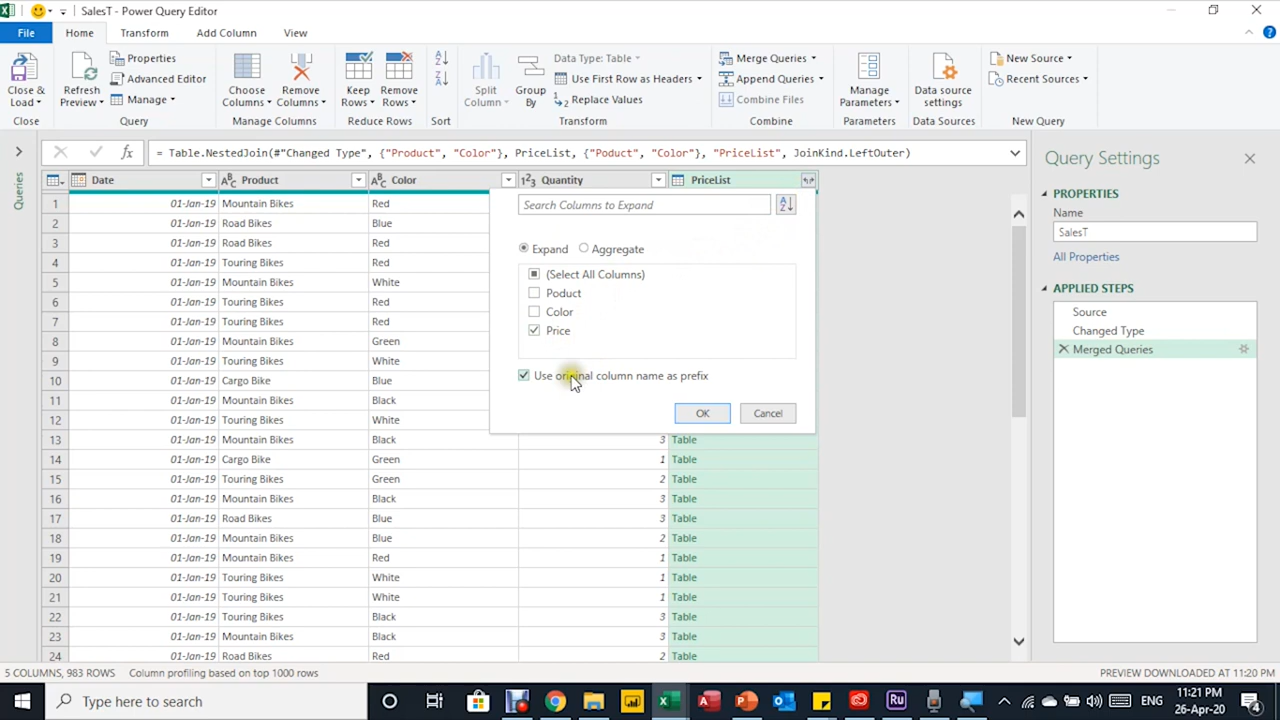 SalesT - Power Query Editor
File
Home
Transform
Add Column
View
Close & Load
Close
Refresh Preview
Properties
Advanced Editor
Manage
Query
Choose Columns
Remove Columns
Manage Columns
Keep Rows
Remove Rows
Reduce Rows
Sort
Split Column
Group By
Data Type: Table
Use First Row as Headers
Replace Values
Transform
Merge Queries
Append Queries
Combine Files
Combine
Manage Parameters
Parameters
Data source settings
Data Sources
New Source
Recent Sources
New Query
= Table.NestedJoin(#"Changed Type", {"Product", "Color"}, PriceList, {"Poduct", "Color"}, "PriceList", JoinKind.LeftOuter)
Queries
Date Product Color Quantity PriceList
1 01-Jan-19 Mountain Bikes Red
2 01-Jan-19 Road Bikes Blue
3 01-Jan-19 Road Bikes Red
4 01-Jan-19 Touring Bikes Red
5 01-Jan-19 Mountain Bikes White
6 01-Jan-19 Touring Bikes Red
7 01-Jan-19 Touring Bikes Red
8 01-Jan-19 Mountain Bikes Green
9 01-Jan-19 Touring Bikes White
10 01-Jan-19 Cargo Bike Blue
11 01-Jan-19 Mountain Bikes Black
12 01-Jan-19 Touring Bikes White
13 01-Jan-19 Mountain Bikes Black 3 Table
14 01-Jan-19 Cargo Bike Green 1 Table
15 01-Jan-19 Touring Bikes Green 2 Table
16 01-Jan-19 Mountain Bikes Black 3 Table
17 01-Jan-19 Road Bikes Blue 3 Table
18 01-Jan-19 Mountain Bikes Blue 2 Table
19 01-Jan-19 Mountain Bikes Red 1 Table
20 01-Jan-19 Touring Bikes White 1 Table
21 01-Jan-19 Touring Bikes White 1 Table
22 01-Jan-19 Touring Bikes Black 3 Table
23 01-Jan-19 Mountain Bikes Black 3 Table
24 01-Jan-19 Road Bikes Red 2 Table
Search Columns to Expand
Expand Aggregate
(Select All Columns)
Poduct
Color
Price
Use original column name as prefix
OK Cancel
Query Settings
PROPERTIES
Name
SalesT
All Properties
APPLIED STEPS
Source
Changed Type
Merged Queries
5 COLUMNS, 983 ROWS Column profiling based on top 1000 rows PREVIEW DOWNLOADED AT 11:20 PM
Type here to search
11:21 PM
26-Apr-20
4